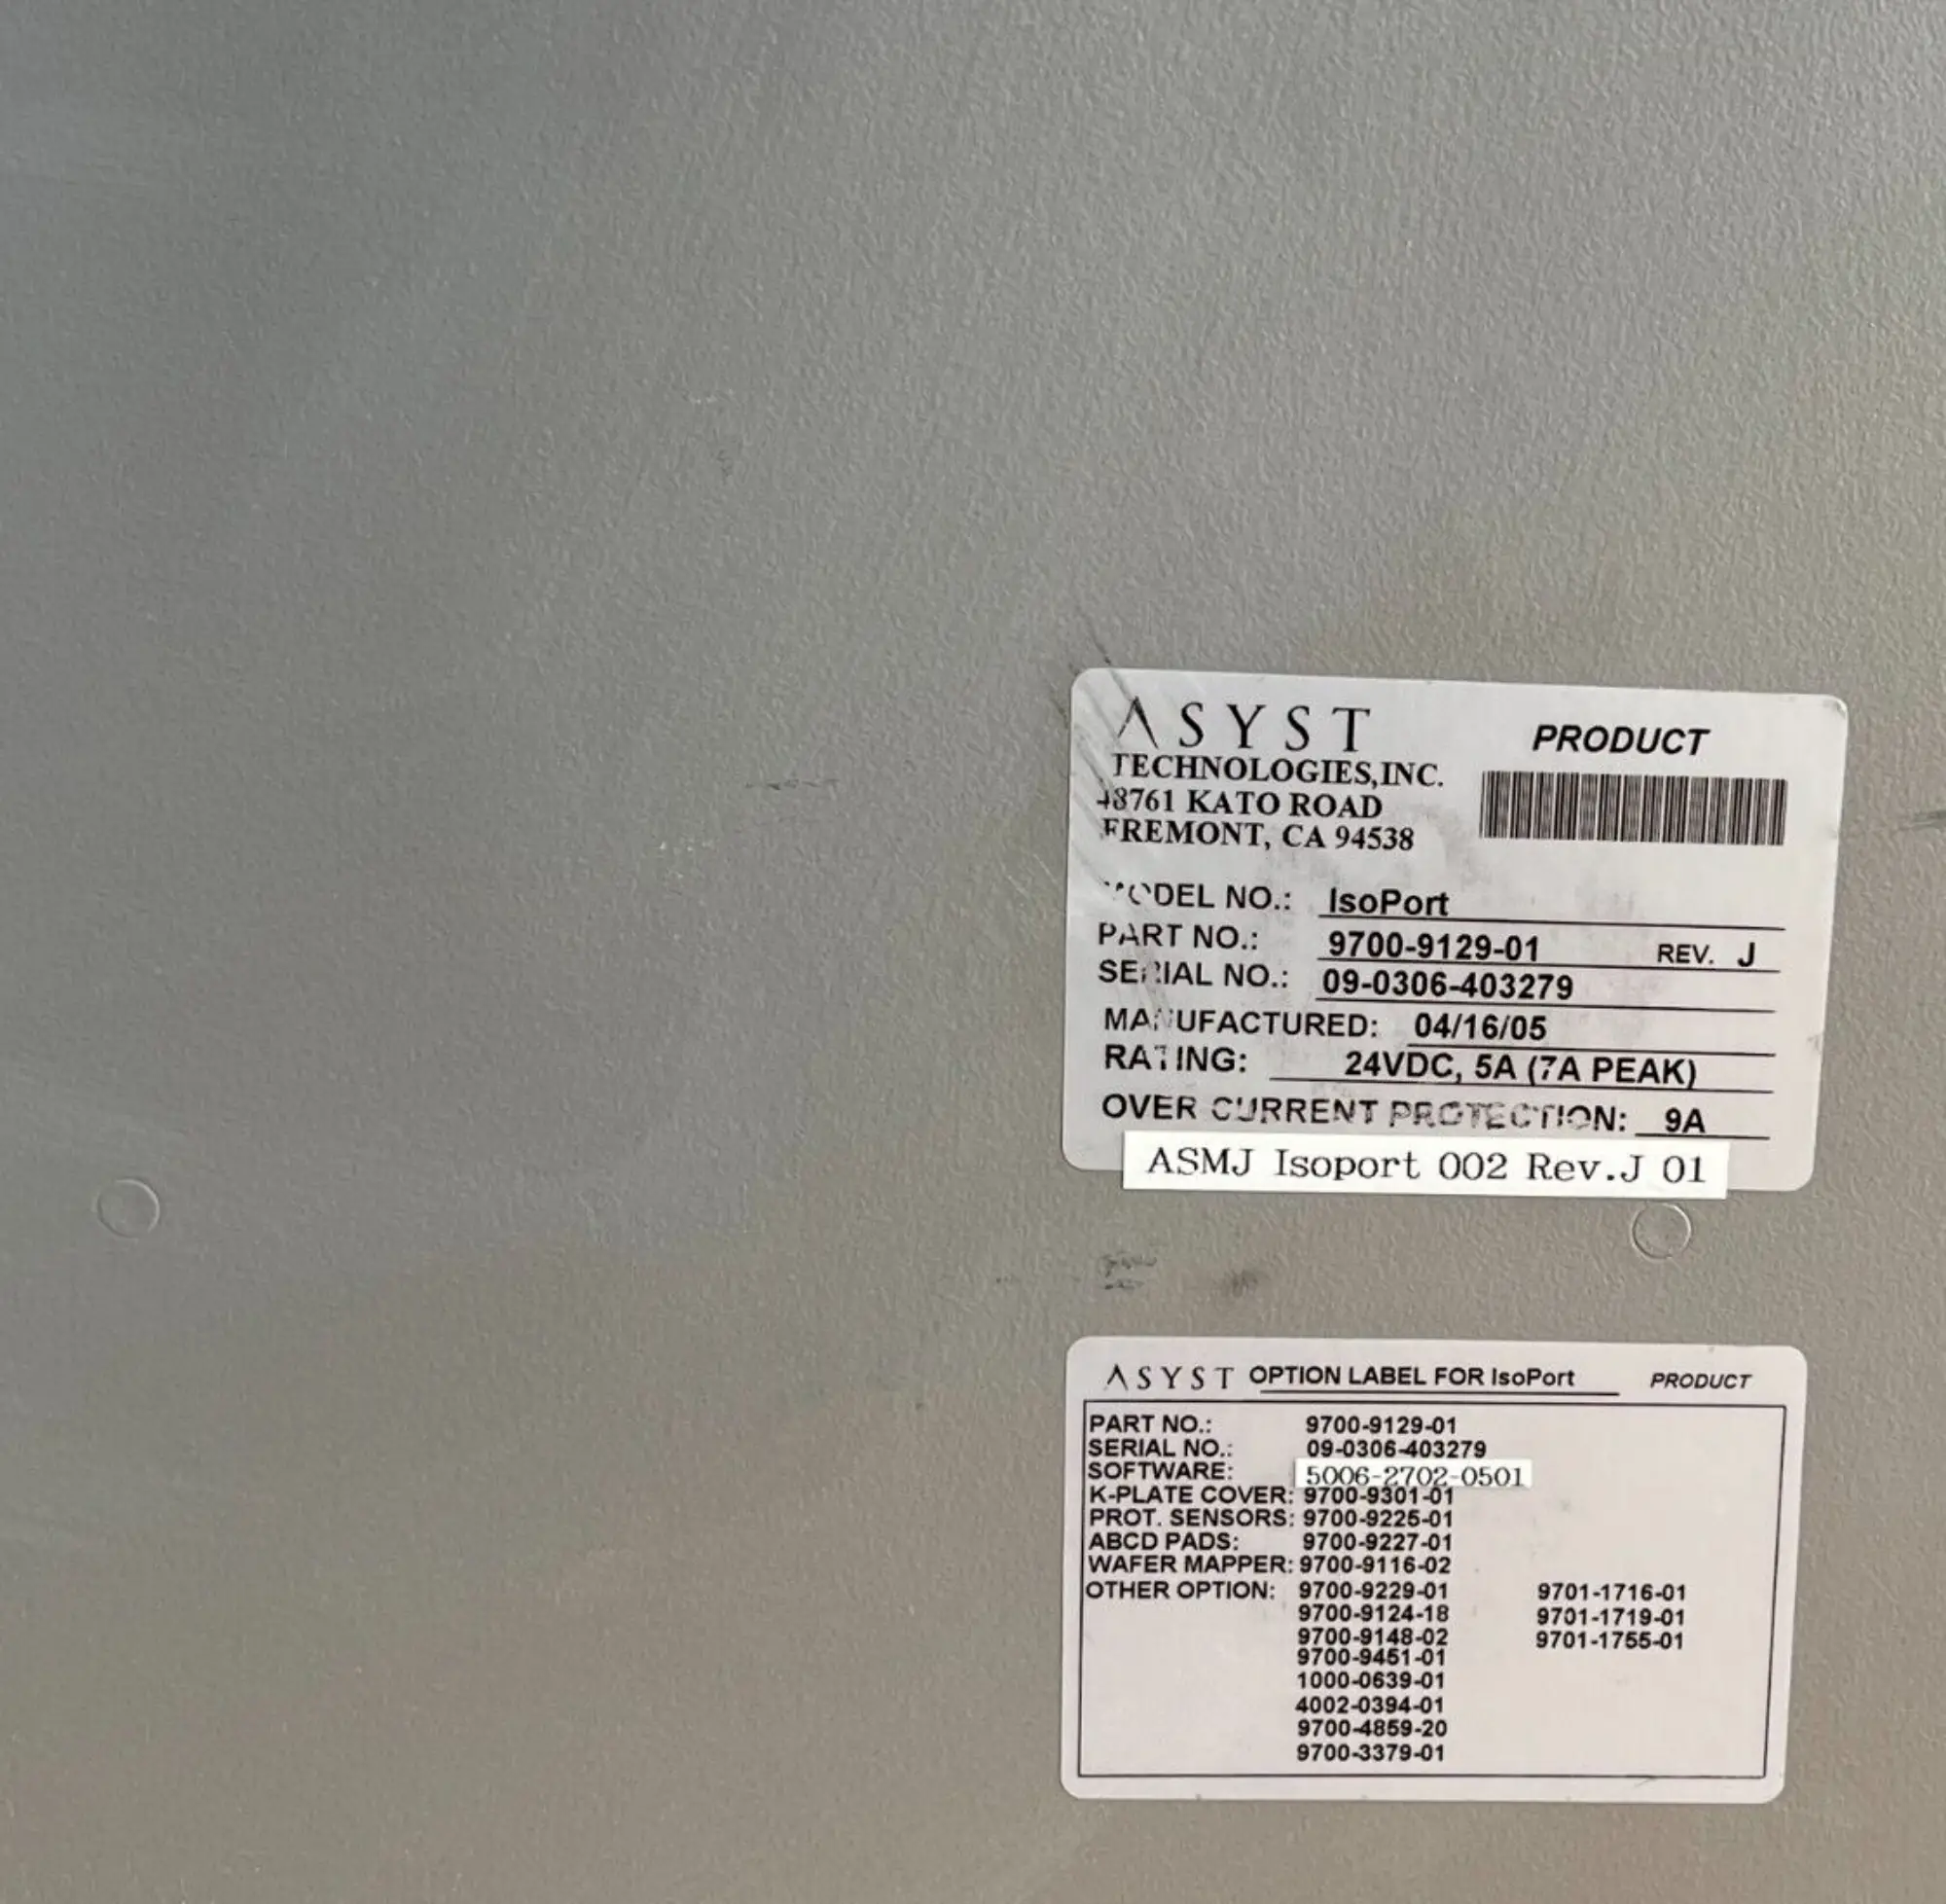 ASYST
PRODUCT
TECHNOLOGIES,INC.
48761 KATO ROAD
FREMONT, CA 94538
MODEL NO.: IsoPort
PART NO.: 9700-9129-01 REV. J
SERIAL NO.: 09-0306-403279
MANUFACTURED: 04/16/05
RATING: 24VDC, 5A (7A PEAK)
OVER CURRENT PROTECTION: 9A
ASMJ Isoport 002 Rev.J 01
ASYST OPTION LABEL FOR IsoPort PRODUCT
PART NO.: 9700-9129-01
SERIAL NO.: 09-0306-403279
SOFTWARE: 5006-2702-0501
K-PLATE COVER: 9700-9301-01
PROT. SENSORS: 9700-9225-01
ABCD PADS: 9700-9227-01
WAFER MAPPER: 9700-9116-02
OTHER OPTION: 9700-9229-01 9701-1716-01
9700-9124-18 9701-1719-01
9700-9148-02 9701-1755-01
9700-9451-01
1000-0639-01
4002-0394-01
9700-4859-20
9700-3379-01